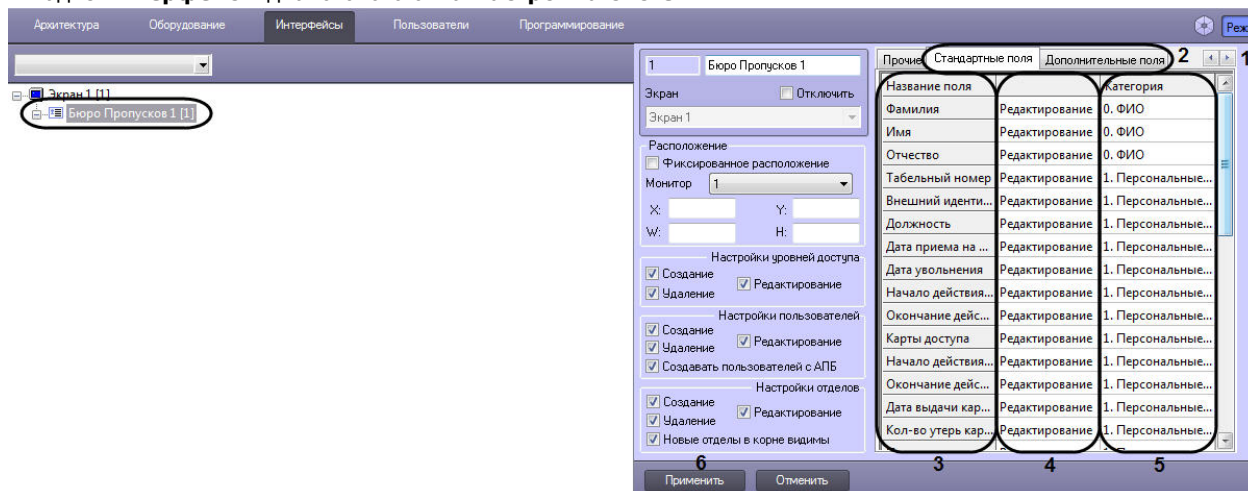 Архитектура Оборудование Интерфейсы Пользователи Программирование
1 Бюро Пропусков 1 Прочие Стандартные поля Дополнительные поля 2 1
Экран 1 [1]
Бюро Пропусков 1 [1]
Экран Отключить
Экран 1
Расположение
Фиксированное расположение
Монитор 1
X: Y:
W: H:
Настройки уровней доступа
Создание
Редактирование
Удаление
Настройки пользователей
Создание
Редактирование
Удаление
Создавать пользователей с АПБ
Настройки отделов
Создание
Редактирование
Удаление
Новые отделы в корне видимы
6
Применить Отменить
Название поля Категория
Фамилия Редактирование 0. ФИО
Имя Редактирование 0. ФИО
Отчество Редактирование 0. ФИО
Табельный номер Редактирование 1. Персональные...
Внешний иденти... Редактирование 1. Персональные...
Должность Редактирование 1. Персональные...
Дата приема на ... Редактирование 1. Персональные...
Дата увольнения Редактирование 1. Персональные...
Начало действия... Редактирование 1. Персональные...
Окончание дейс... Редактирование 1. Персональные...
Карты доступа Редактирование 1. Персональные...
Начало действия... Редактирование 1. Персональные...
Окончание дейс... Редактирование 1. Персональные...
Дата выдачи кар... Редактирование 1. Персональные...
Кол-во утерь кар... Редактирование 1. Персональные...
3 4 5